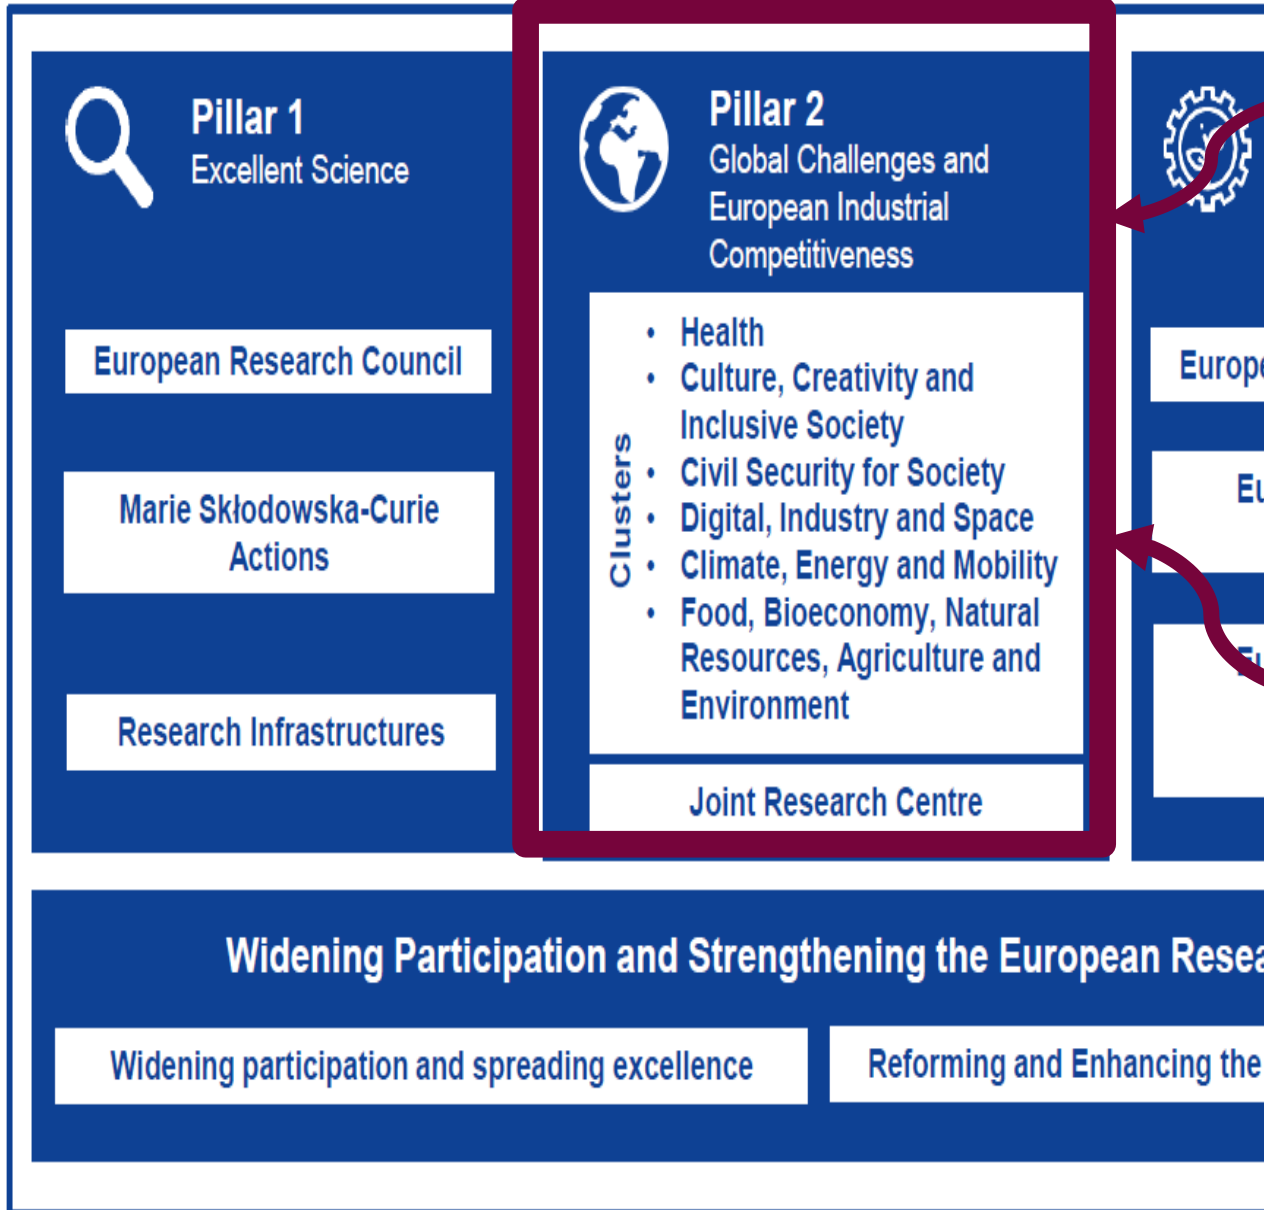 Pillar 1
Excellent Science
European Research Council
Marie Skłodowska-Curie
Actions
Research Infrastructures
Pillar 2
Global Challenges and
European Industrial
Competitiveness
Clusters
• Health
• Culture, Creativity and
Inclusive Society
• Civil Security for Society
• Digital, Industry and Space
• Climate, Energy and Mobility
• Food, Bioeconomy, Natural
Resources, Agriculture and
Environment
Joint Research Centre
Widening Participation and Strengthening the European
Widening participation and spreading excellence
Reforming and Enhancing the